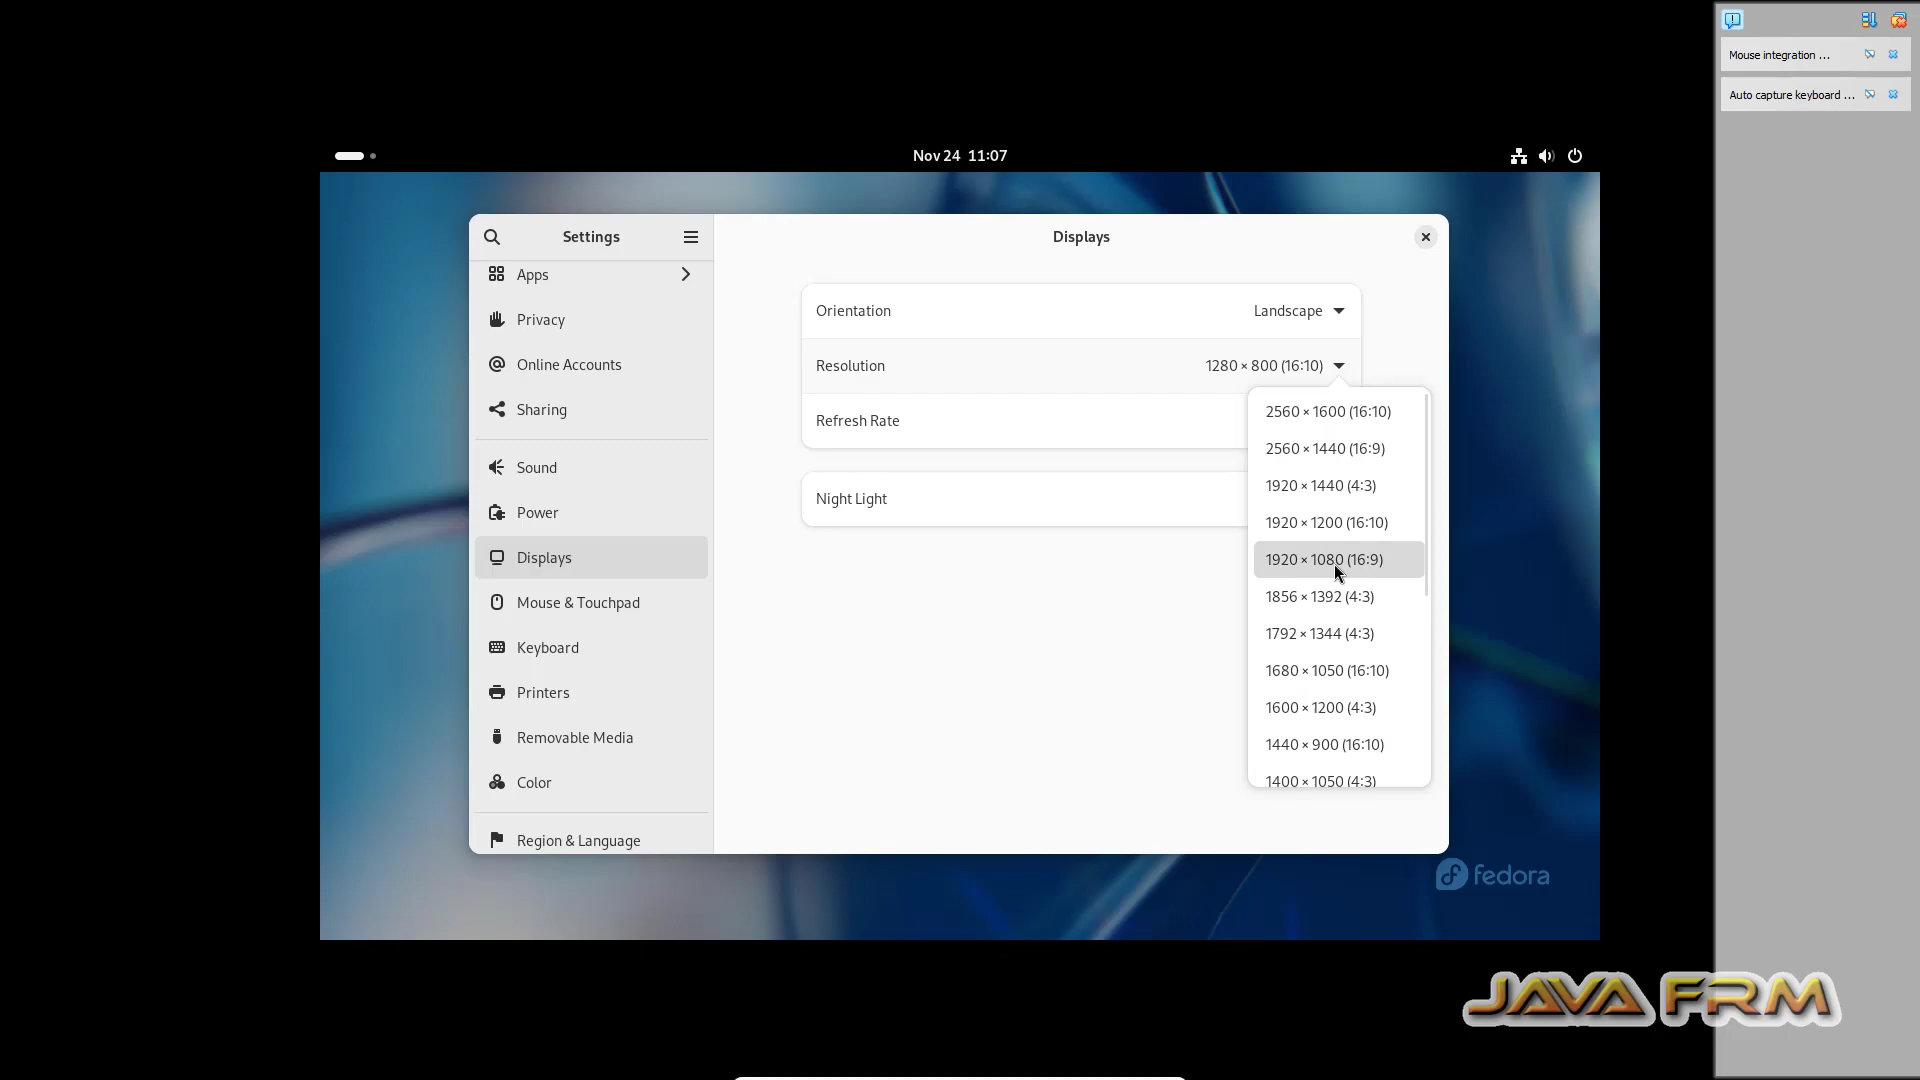 Mouse integration ...
Auto capture keyboard ...
Nov 24 11:07
Settings
Displays
Apps
Privacy
Online Accounts
Sharing
Sound
Power
Displays
Mouse & Touchpad
Keyboard
Printers
Removable Media
Color
Region & Language
Orientation
Landscape
Resolution
1280 × 800 (16:10)
Refresh Rate
Night Light
2560 × 1600 (16:10)
2560 × 1440 (16:9)
1920 × 1440 (4:3)
1920 × 1200 (16:10)
1920 × 1080 (16:9)
1856 × 1392 (4:3)
1792 × 1344 (4:3)
1680 × 1050 (16:10)
1600 × 1200 (4:3)
1440 × 900 (16:10)
1400 × 1050 (4:3)
fedora
JAVA FRM